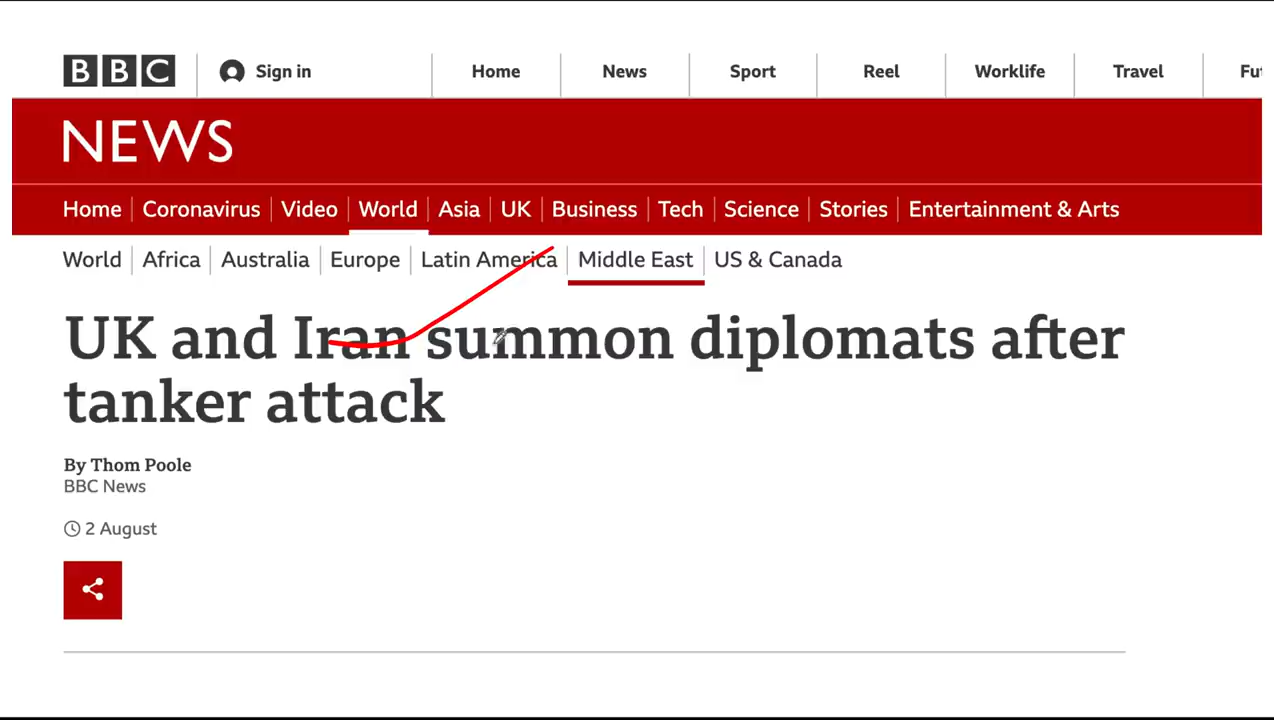 BBC Sign in Home News Sport Reel Worklife Travel
NEWS
Home Coronavirus Video World Asia UK Business Tech Science Stories Entertainment & Arts
World Africa Australia Europe Latin America Middle East US & Canada
UK and Iran summon diplomats after
tanker attack
By Thom Poole
BBC News
2 August